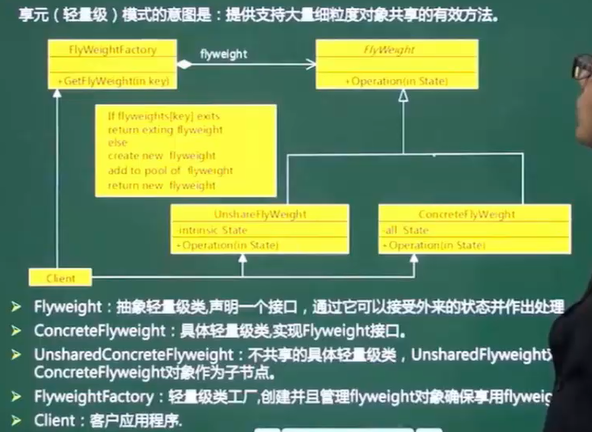 享元（轻量级）模式的意图是：提供支持大量细粒度对象共享的有效方法。
FlyWeightFactory
flyweight
FlyWeight
+GetFlyWeight(in key)
+Operation(in State)
If flyweights[key] exits
return exting flyweight
else
create new flyweight
add to pool of flyweight
return new flyweight
UnshareFlyWeight
ConcreteFlyWeight
-intrinsic State
-all State
+Operation(in State)
+Operation(in State)
Client
➢ Flyweight：抽象轻量级类,声明一个接口，通过它可以接受外来的状态并作出处理
➢ ConcreteFlyweight：具体轻量级类,实现Flyweight接口。
➢ UnsharedConcreteFlyweight：不共享的具体轻量级类，UnsharedFlyweight
ConcreteFlyweight对象作为子节点。
➢ FlyweightFactory：轻量级类工厂,创建并且管理flyweight对象确保享用flyweig
➢ Client：客户应用程序.